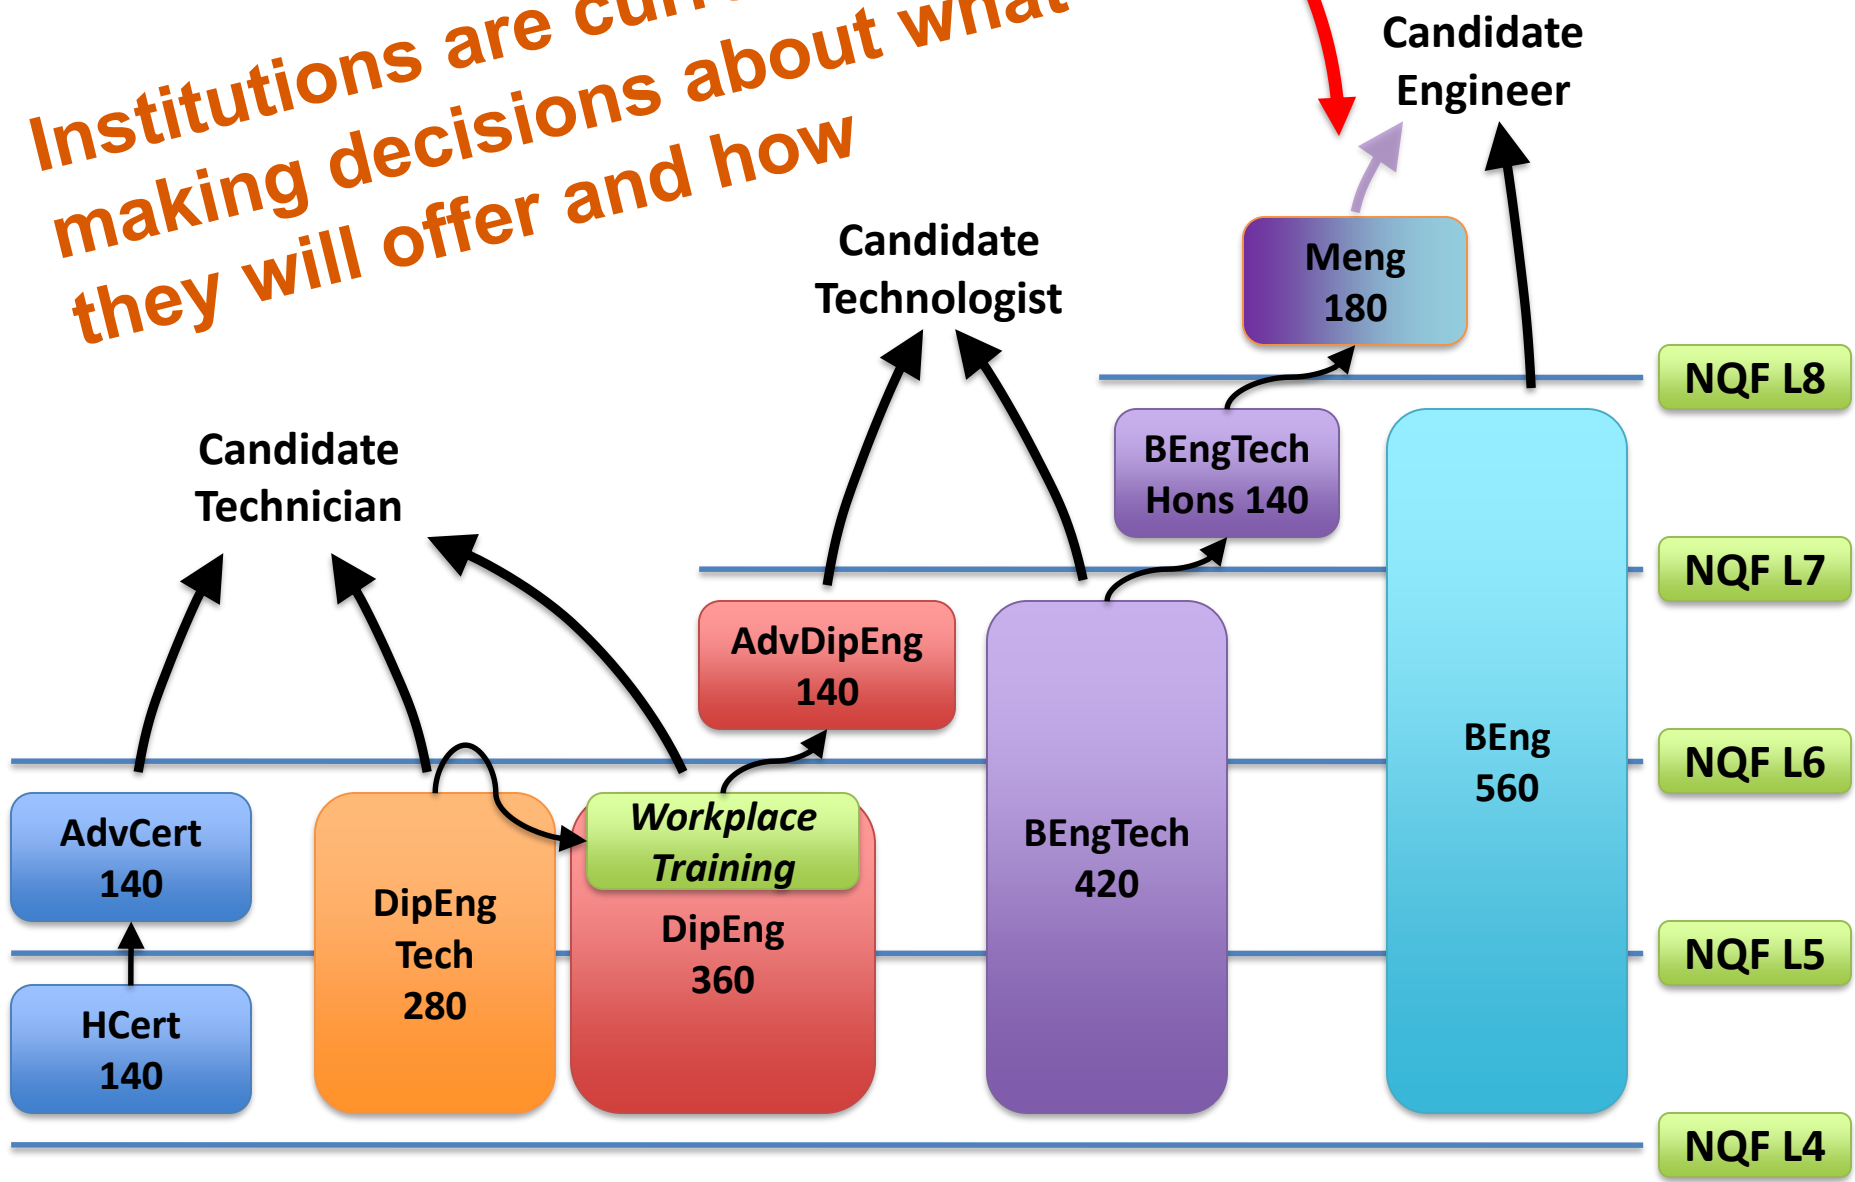 Institutions are
making decisions about what
they will offer and how
Candidate
Engineer
Candidate
Technologist
Meng
180
NQF L8
Candidate
Technician
BEngTech
Hons 140
NQF L7
AdvDipEng
140
BEng
560
NQF L6
AdvCert
140
DipEng
Tech
280
Workplace
Training
DipEng
360
BEngTech
420
NQF L5
HCert
140
NQF L4